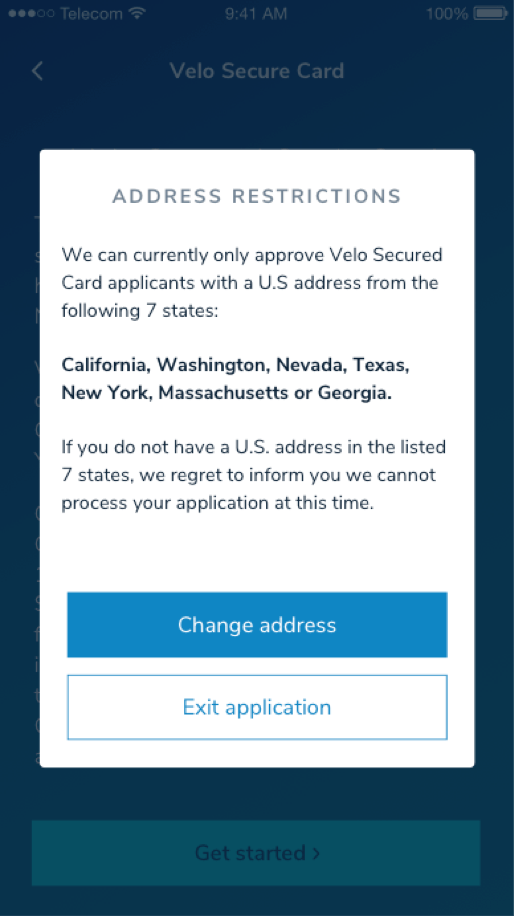 Telecom 9:41 AM 100%
Velo Secure Card
ADDRESS RESTRICTIONS
We can currently only approve Velo Secured
Card applicants with a U.S address from the
following 7 states:
California, Washington, Nevada, Texas,
New York, Massachusetts or Georgia.
If you do not have a U.S. address in the listed
7 states, we regret to inform you we cannot
process your application at this time.
Change address
Exit application
Get started ›